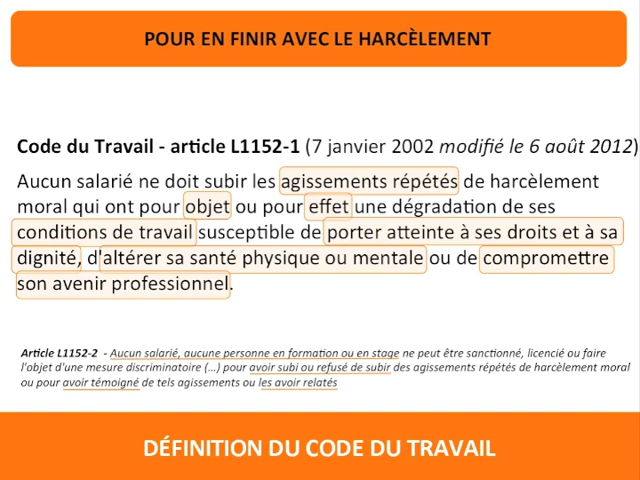 POUR EN FINIR AVEC LE HARCÈLEMENT
Code du Travail - article L1152-1 (7 janvier 2002 modifié le 6 août 2012)
Aucun salarié ne doit subir les agissements répétés de harcèlement
moral qui ont pour objet ou pour effet une dégradation de ses
conditions de travail susceptible de porter atteinte à ses droits et à sa
dignité, d'altérer sa santé physique ou mentale ou de compromettre
son avenir professionnel.
Article L1152-2 - Aucun salarié, aucune personne en formation ou en stage ne peut être sanctionné, licencié ou faire
l'objet d'une mesure discriminatoire (...) pour avoir subi ou refusé de subir des agissements répétés de harcèlement moral
ou pour avoir témoigné de tels agissements ou les avoir relatés
DÉFINITION DU CODE DU TRAVAIL